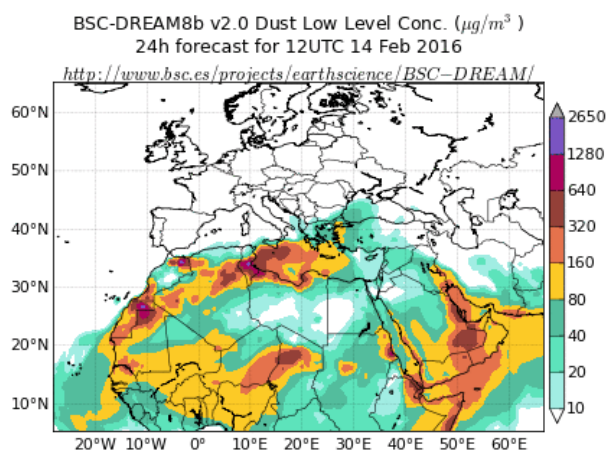 BSC-DREAM8b v2.0 Dust Low Level Conc. (μg/m³ )
24h forecast for 12UTC 14 Feb 2016
http://www.bsc.es/projects/earthscience/BSC−DREAM/
60°N
50°N
40°N
30°N
20°N
10°N
20°W 10°W 0° 10°E 20°E 30°E 40°E 50°E 60°E
2650
1280
640
320
160
80
40
20
10